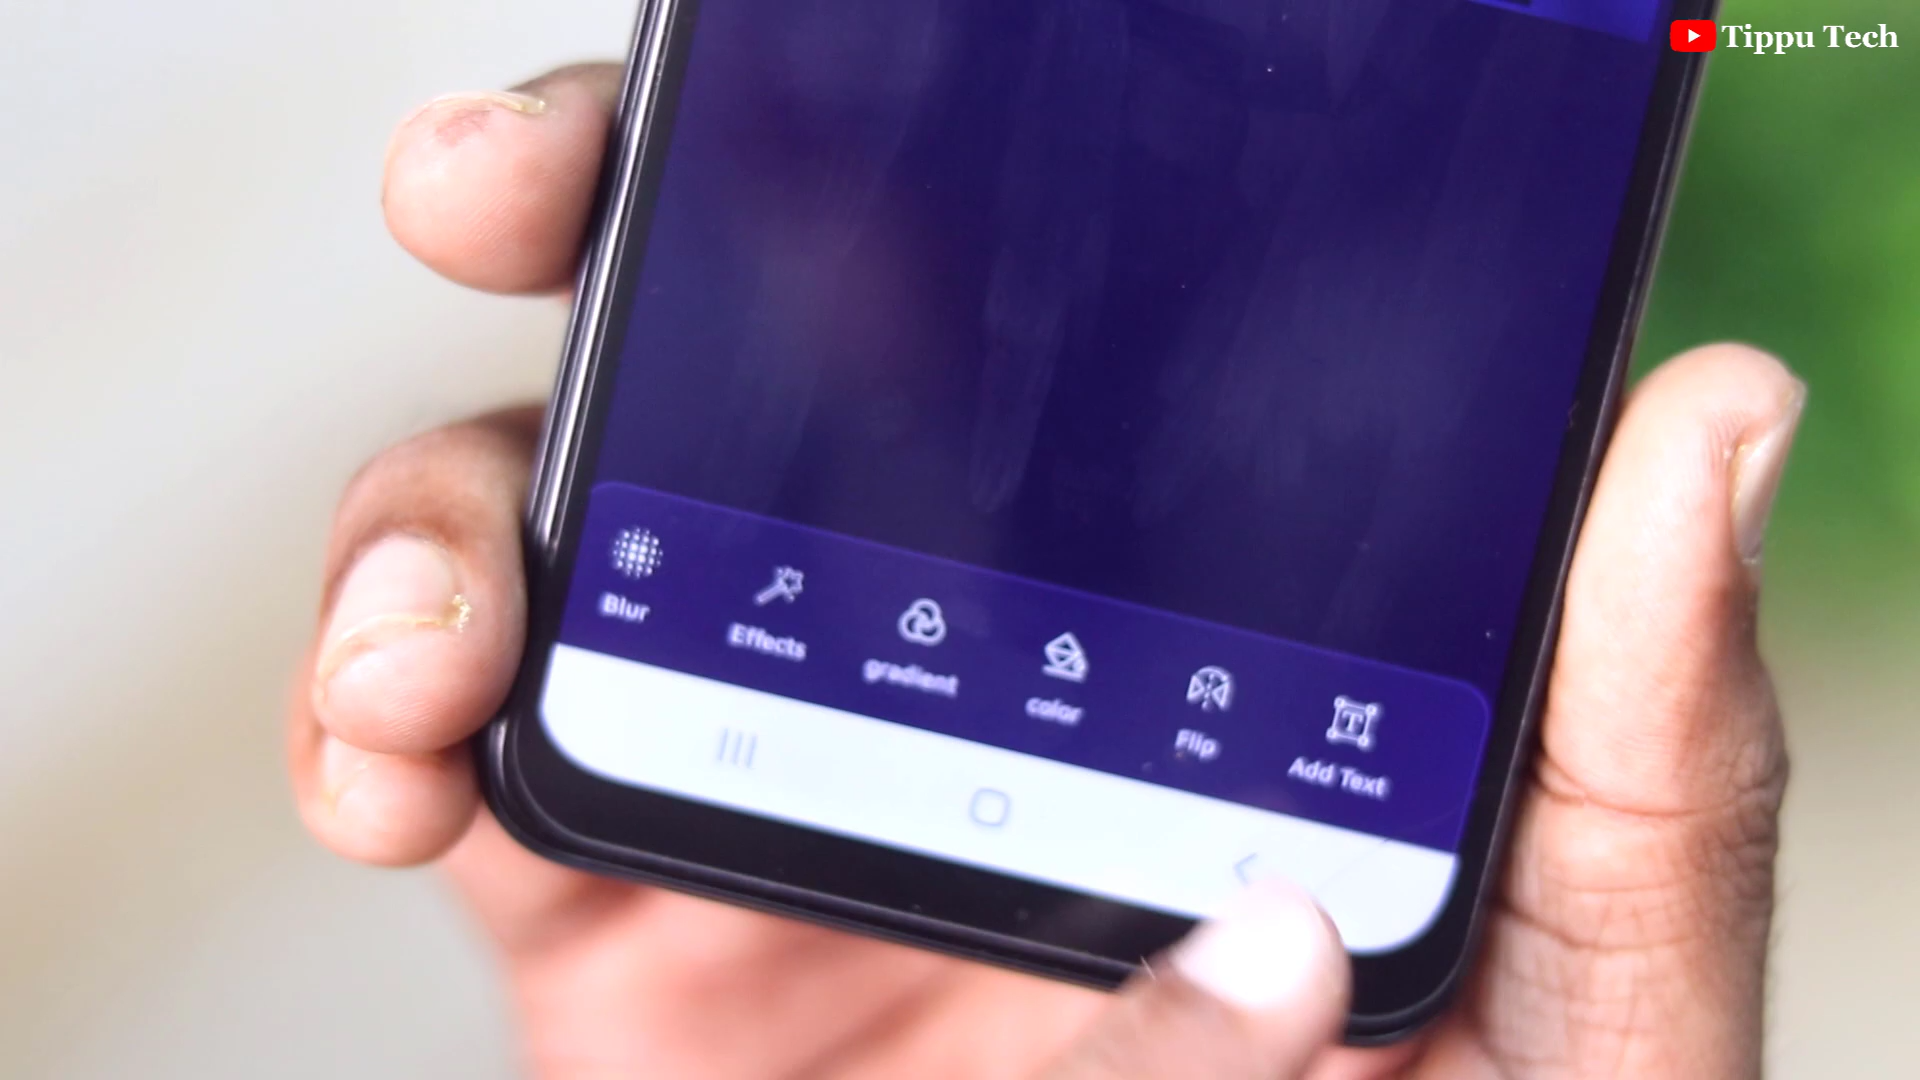 Tippu Tech
Blur
Effects
gradient
color
Flip
Add Text